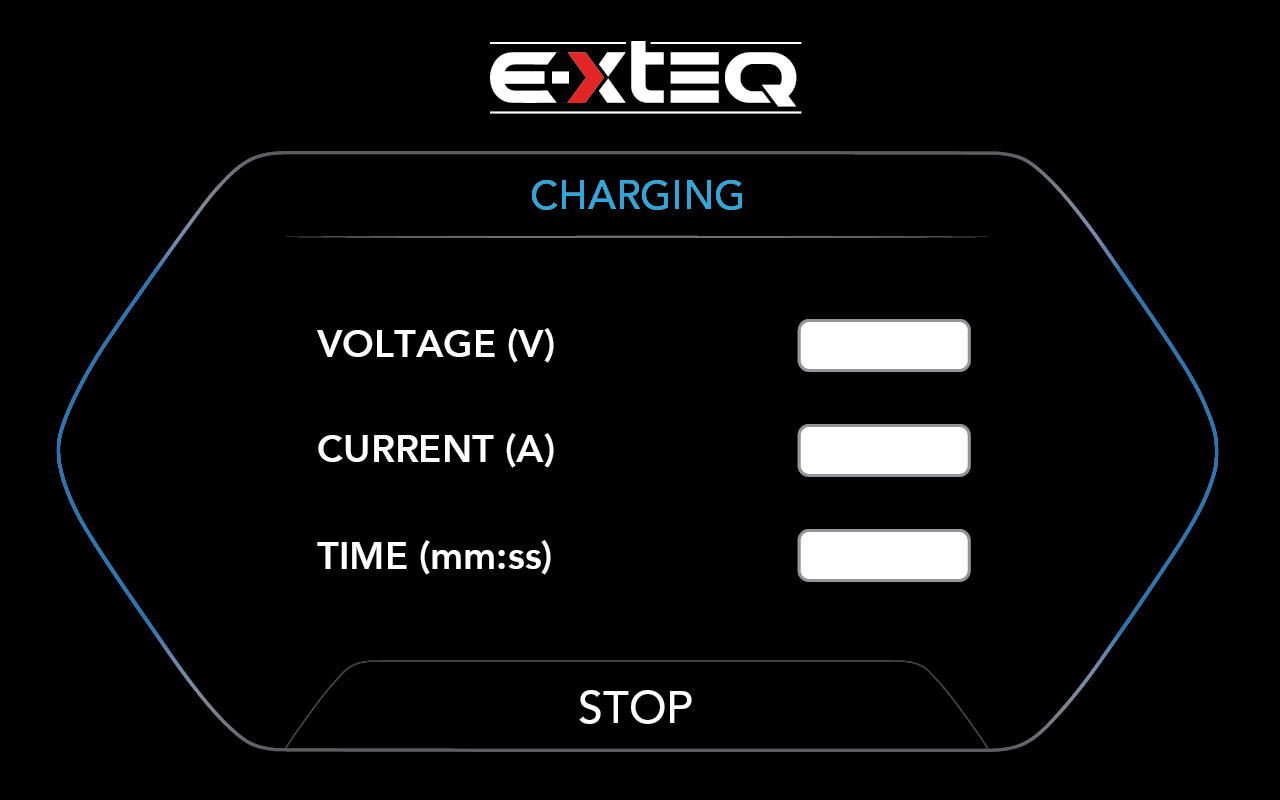 E-XTEQ
CHARGING
VOLTAGE (V)
CURRENT (A)
TIME (mm:ss)
STOP